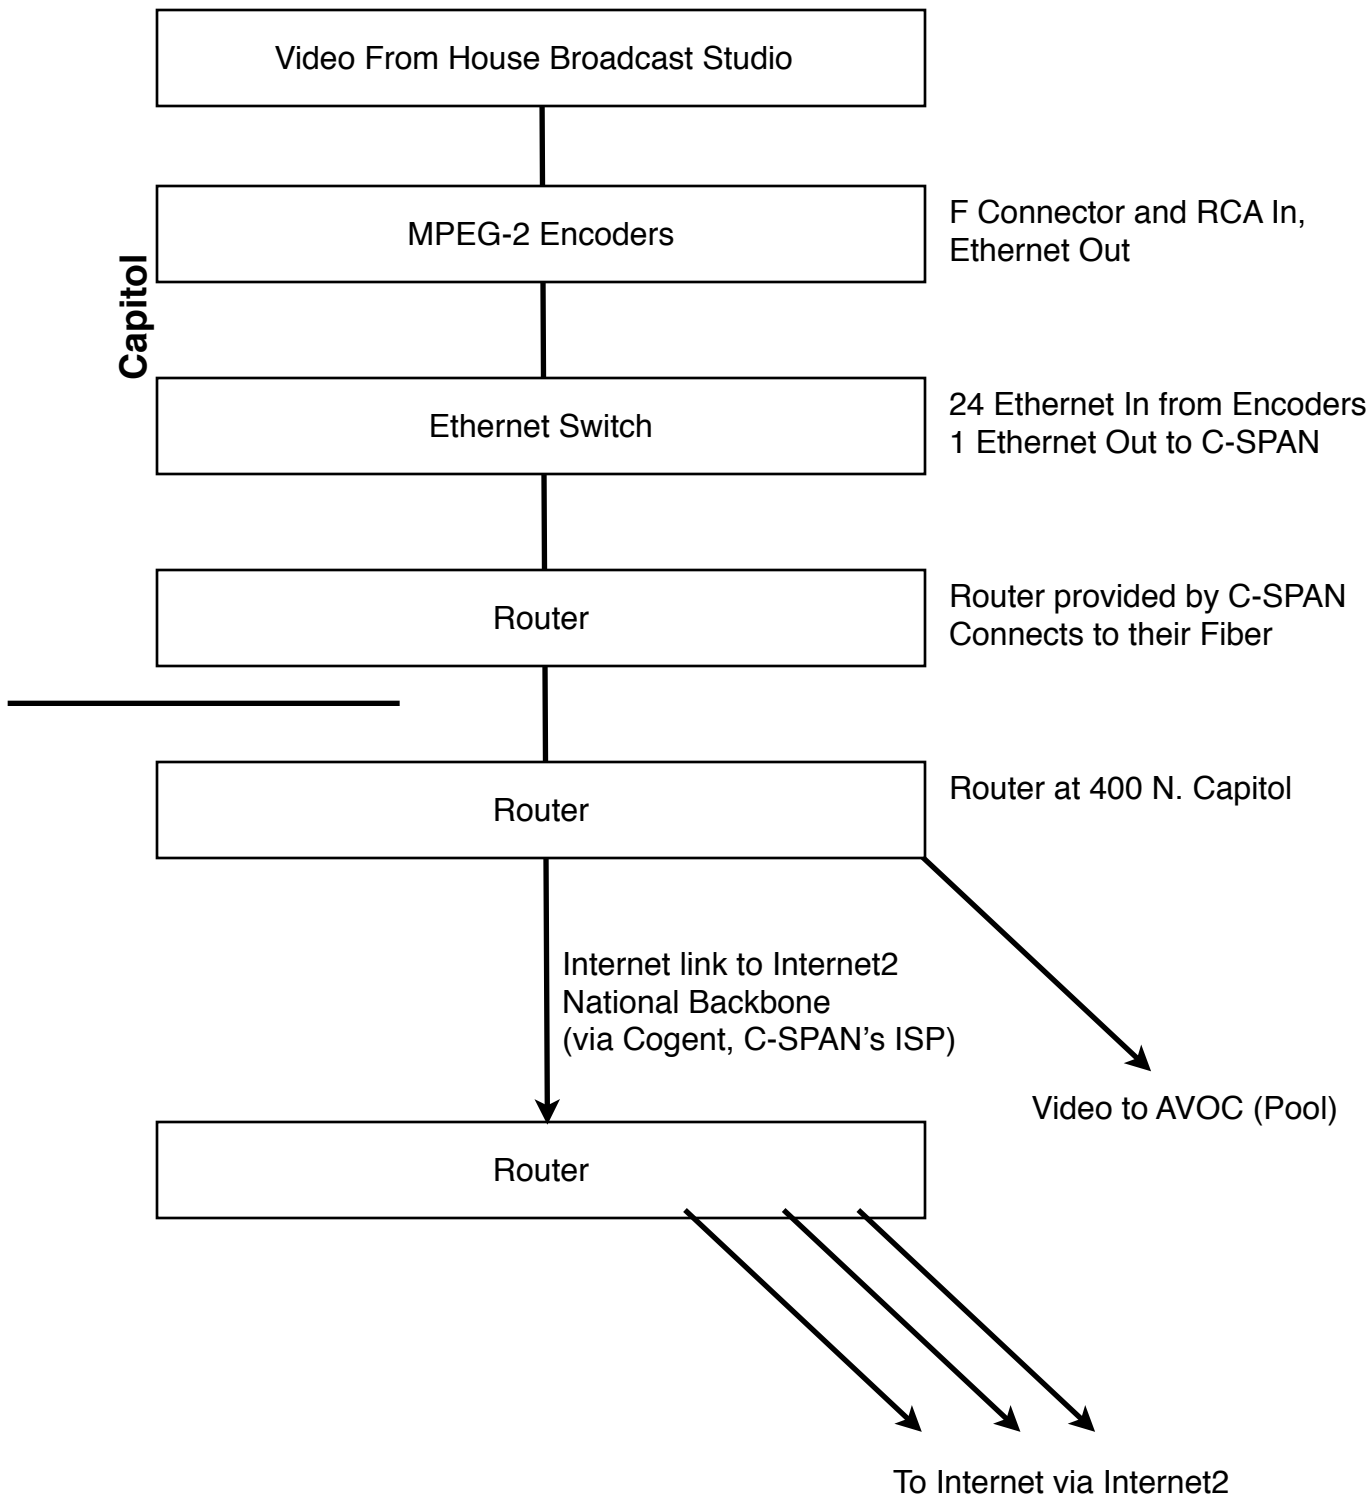 Video From House Broadcast Studio
MPEG-2 Encoders
F Connector and RCA In,
Ethernet Out
Capitol
Ethernet Switch
24 Ethernet In from Encoders
1 Ethernet Out to C-SPAN
Router
Router provided by C-SPAN
Connects to their Fiber
Router
Router at 400 N. Capitol
Internet link to Internet2
National Backbone
(via Cogent, C-SPAN's ISP)
Video to AVOC (Pool)
Router
To Internet via Internet2